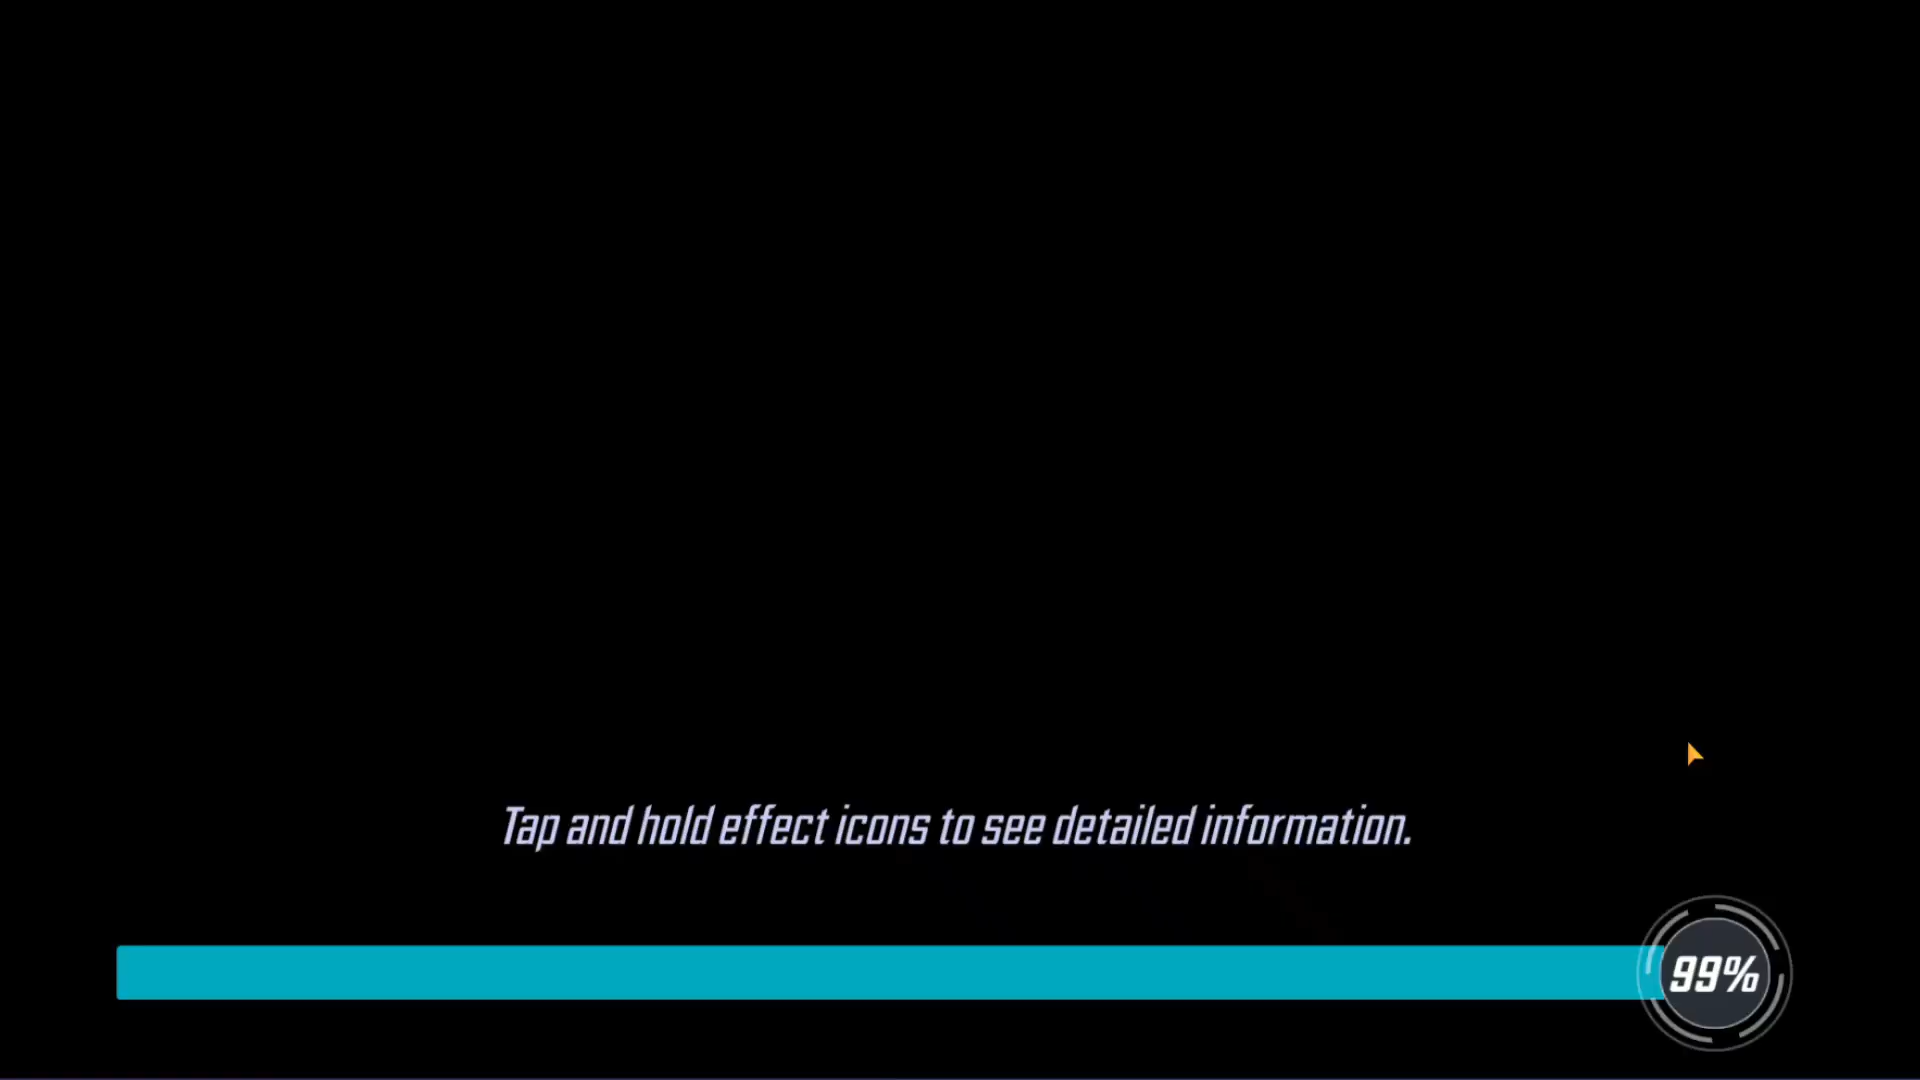 Tap and hold effect icons to see detailed information.
99%